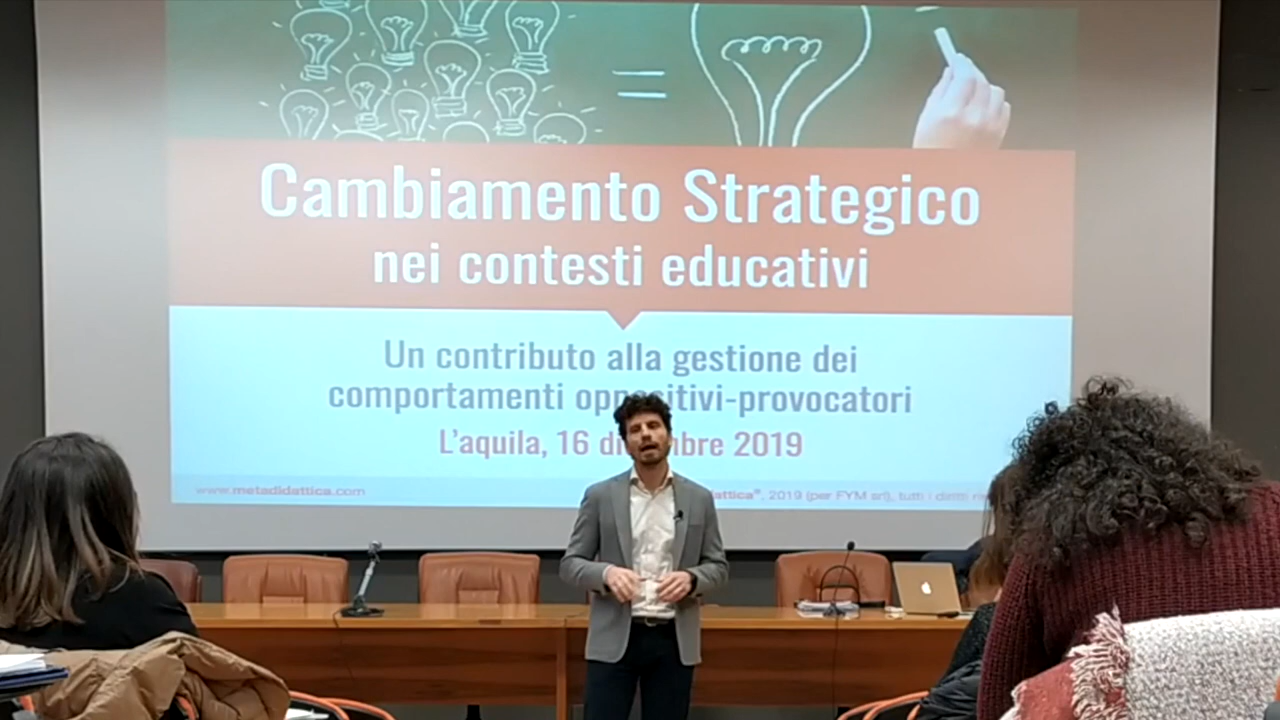 Cambiamento Strategico
nei contesti educativi
Un contributo alla gestione dei
comportamenti provocatori
L'aquila, 16 2019
www.metadidattica.com
2019 (per FYM srl), tutti i diritti